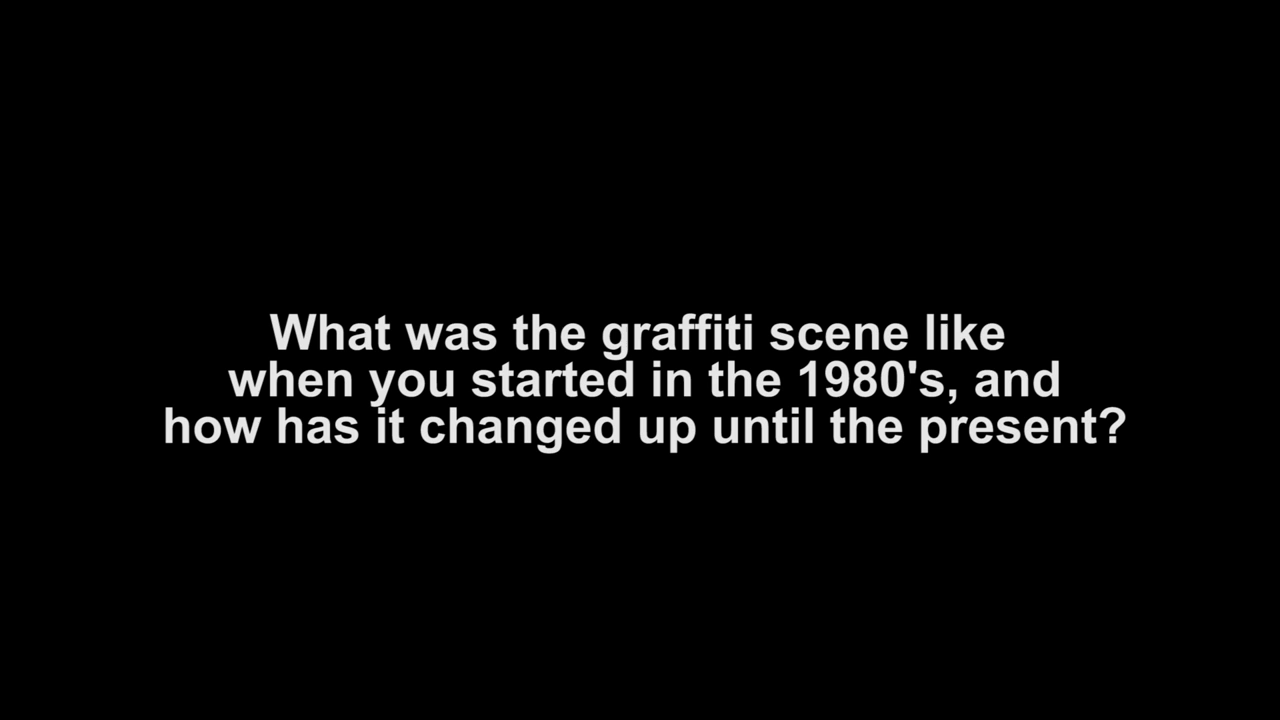 What was the graffiti scene like
when you started in the 1980's, and
how has it changed up until the present?